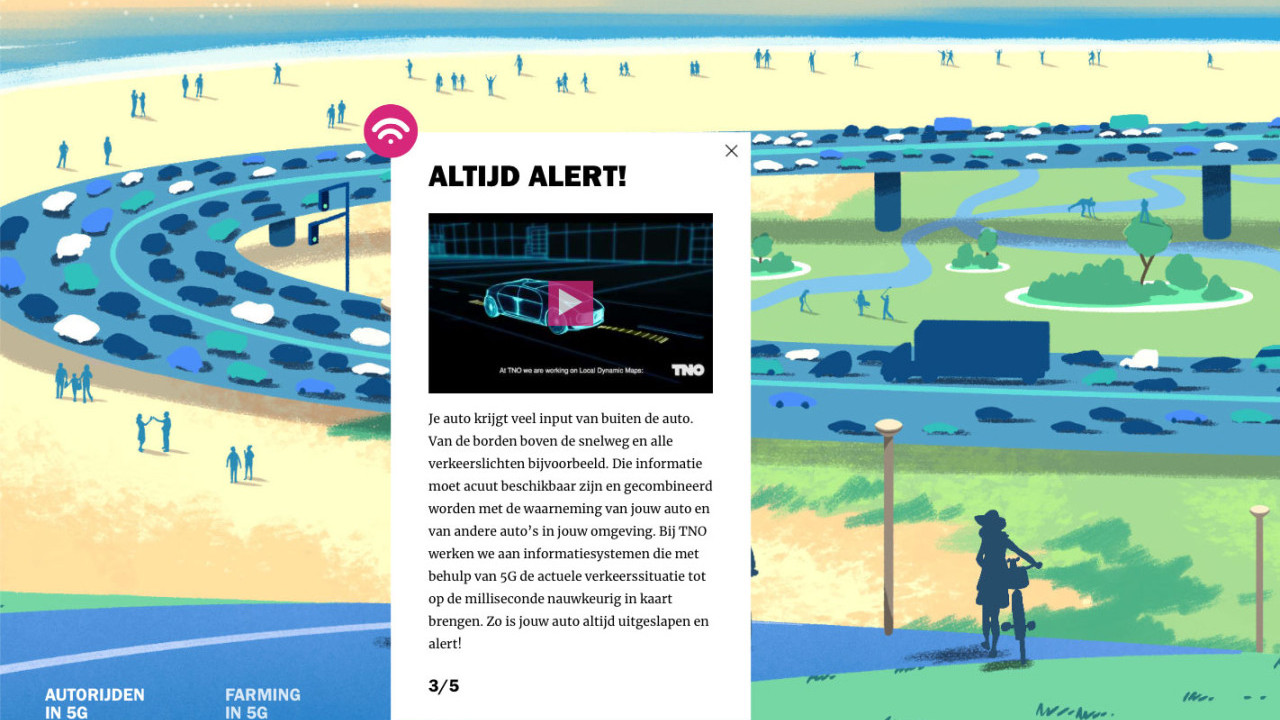 ALTIJD ALERT!
At TNO we are working on Local Dynamic Maps:
TNO
Je auto krijgt veel input van buiten de auto.
Van de borden boven de snelweg en alle
verkeerslichten bijvoorbeeld. Die informatie
moet acuut beschikbaar zijn en gecombineerd
worden met de waarneming van jouw auto en
van andere auto’s in jouw omgeving. Bij TNO
werken we aan informatiesystemen die met
behulp van 5G de actuele verkeerssituatie tot
op de milliseconde nauwkeurig in kaart
brengen. Zo is jouw auto altijd uitgeslapen en
alert!
3/5
AUTORIJDEN
IN 5G
FARMING
IN 5G